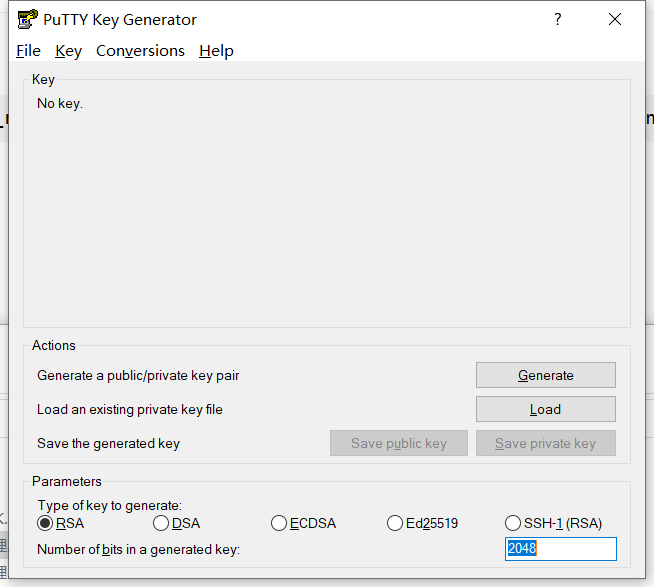 PuTTY Key Generator
?
File Key Conversions Help
Key
No key.
Actions
Generate a public/private key pair
Generate
Load an existing private key file
Load
Save the generated key
Save public key
Save private key
Parameters
Type of key to generate:
RSA DSA ECDSA Ed25519 SSH-1 (RSA)
Number of bits in a generated key:
2048